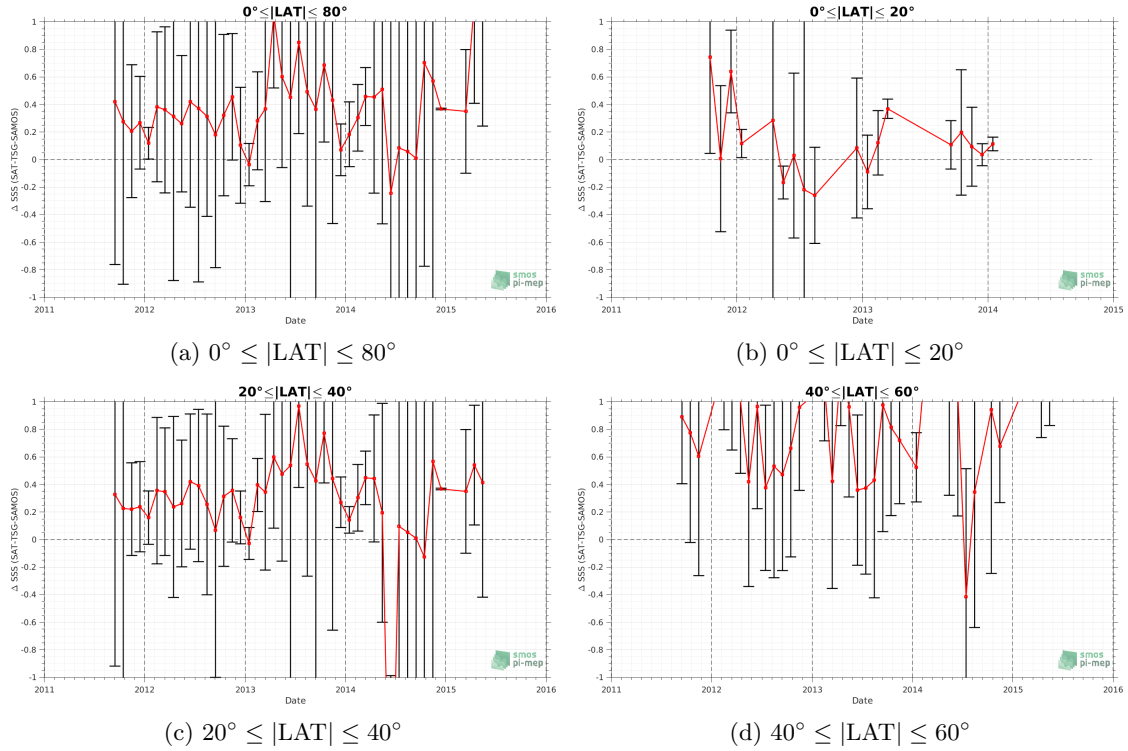 0°≤|LAT|≤ 80°
Δ SSS (SAT-TSG-SAMOS)
1
0.8
0.6
0.4
0.2
0
-0.2
-0.4
-0.6
-0.8
-1
2011 2012 2013 2014 2015 2016
Date
smos
pi-mep
(a) 0° ≤ |LAT| ≤ 80°
0°≤|LAT|≤ 20°
Δ SSS (SAT-TSG-SAMOS)
1
0.8
0.6
0.4
0.2
0
-0.2
-0.4
-0.6
-0.8
-1
2011 2012 2013 2014 2015
Date
smos
pi-mep
(b) 0° ≤ |LAT| ≤ 20°
20°≤|LAT|≤ 40°
Δ SSS (SAT-TSG-SAMOS)
1
0.8
0.6
0.4
0.2
0
-0.2
-0.4
-0.6
-0.8
-1
2011 2012 2013 2014 2015 2016
Date
smos
pi-mep
(c) 20° ≤ |LAT| ≤ 40°
40°≤|LAT|≤ 60°
Δ SSS (SAT-TSG-SAMOS)
1
0.8
0.6
0.4
0.2
0
-0.2
-0.4
-0.6
-0.8
-1
2011 2012 2013 2014 2015 2016
Date
smos
pi-mep
(d) 40° ≤ |LAT| ≤ 60°